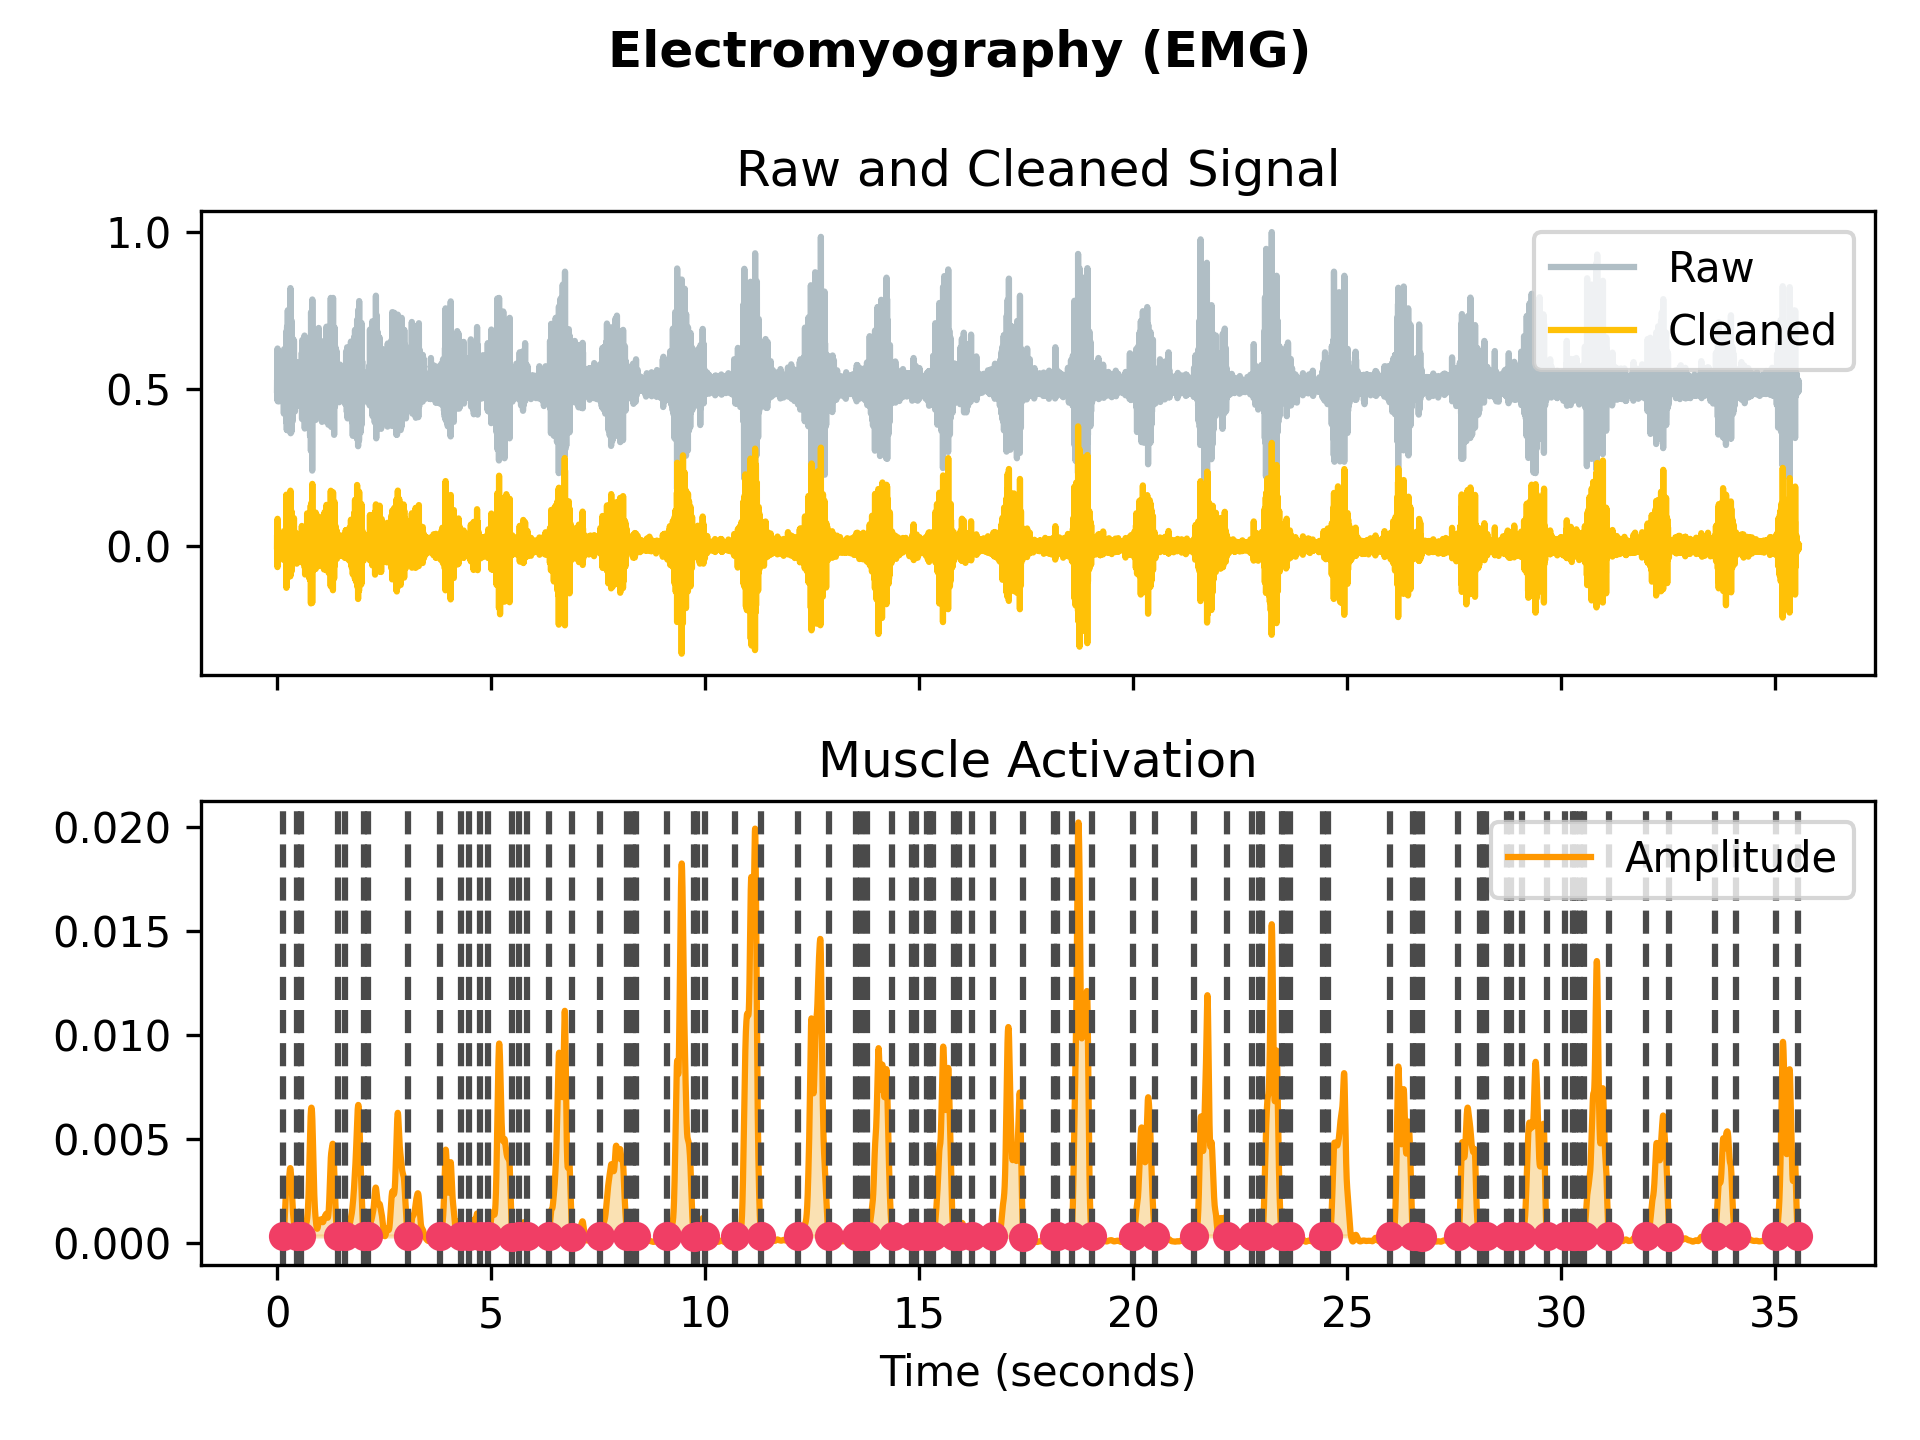 Electromyography (EMG)
Raw and Cleaned Signal
1.0
0.5
0.0
Raw
Cleaned
Muscle Activation
0.020
0.015
0.010
0.005
0.000
Amplitude
0 5 10 15 20 25 30 35
Time (seconds)